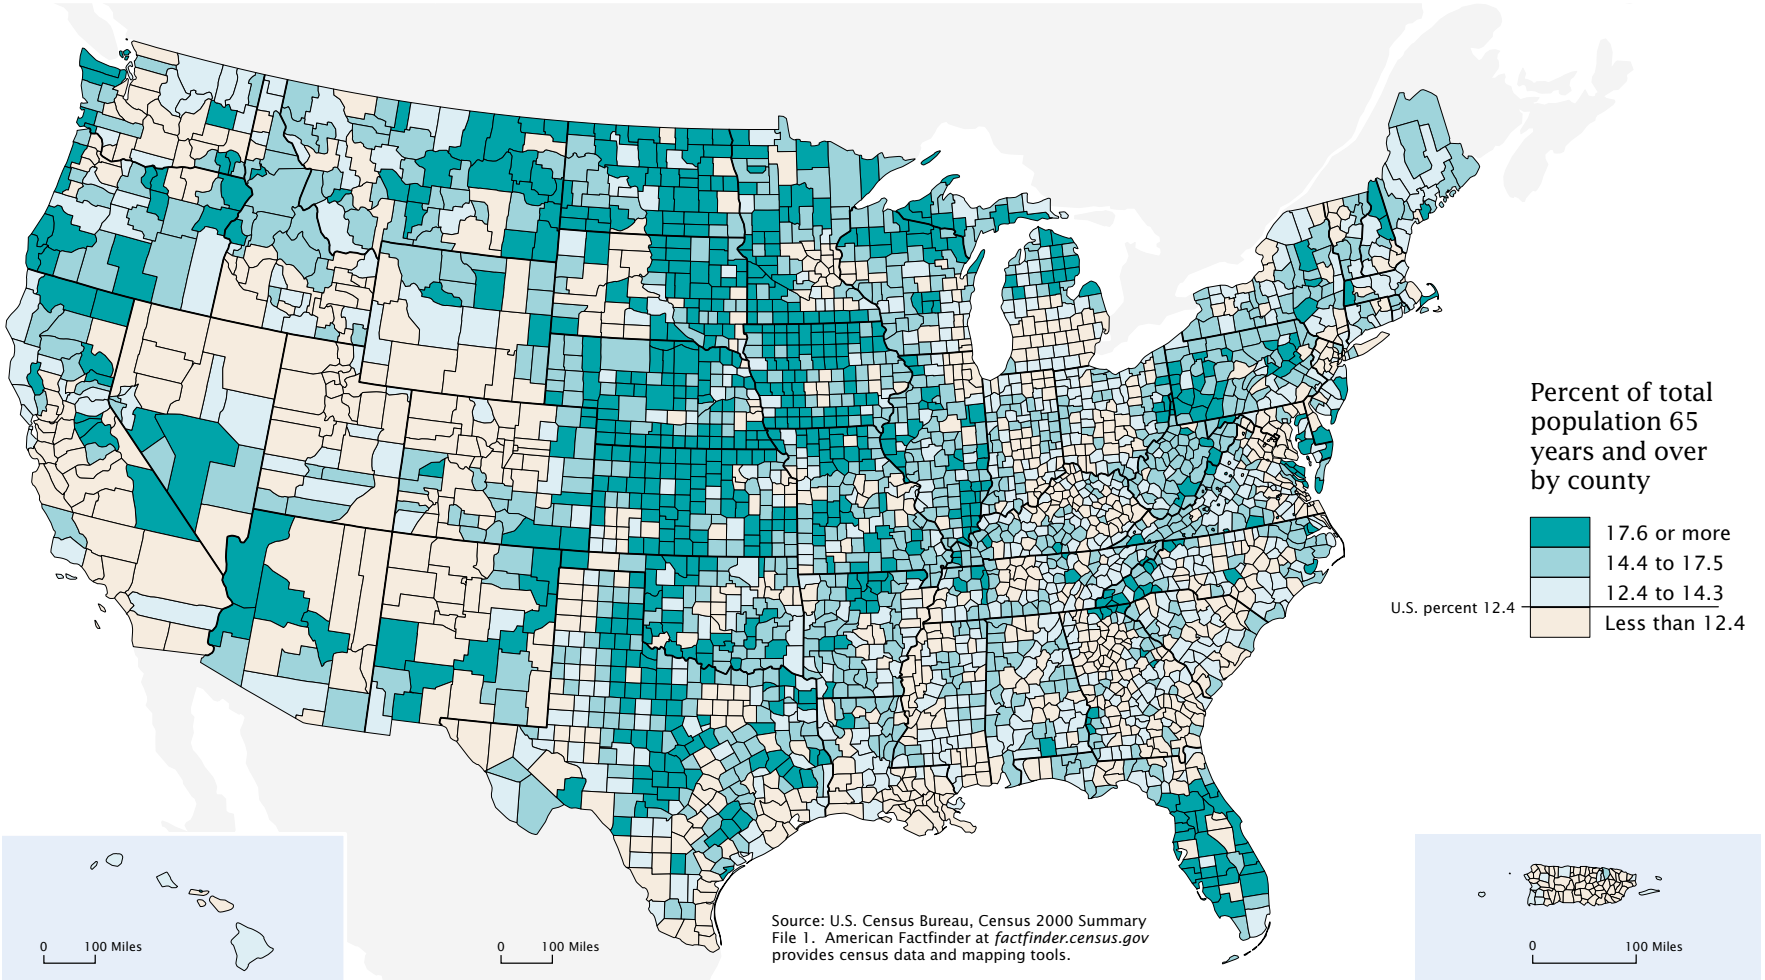 Percent of total
population 65
years and over
by county
17.6 or more
14.4 to 17.5
12.4 to 14.3
U.S. percent 12.4
Less than 12.4
0 100 Miles
0 100 Miles
Source: U.S. Census Bureau, Census 2000 Summary
File 1. American Factfinder at factfinder.census.gov
provides census data and mapping tools.
0 100 Miles